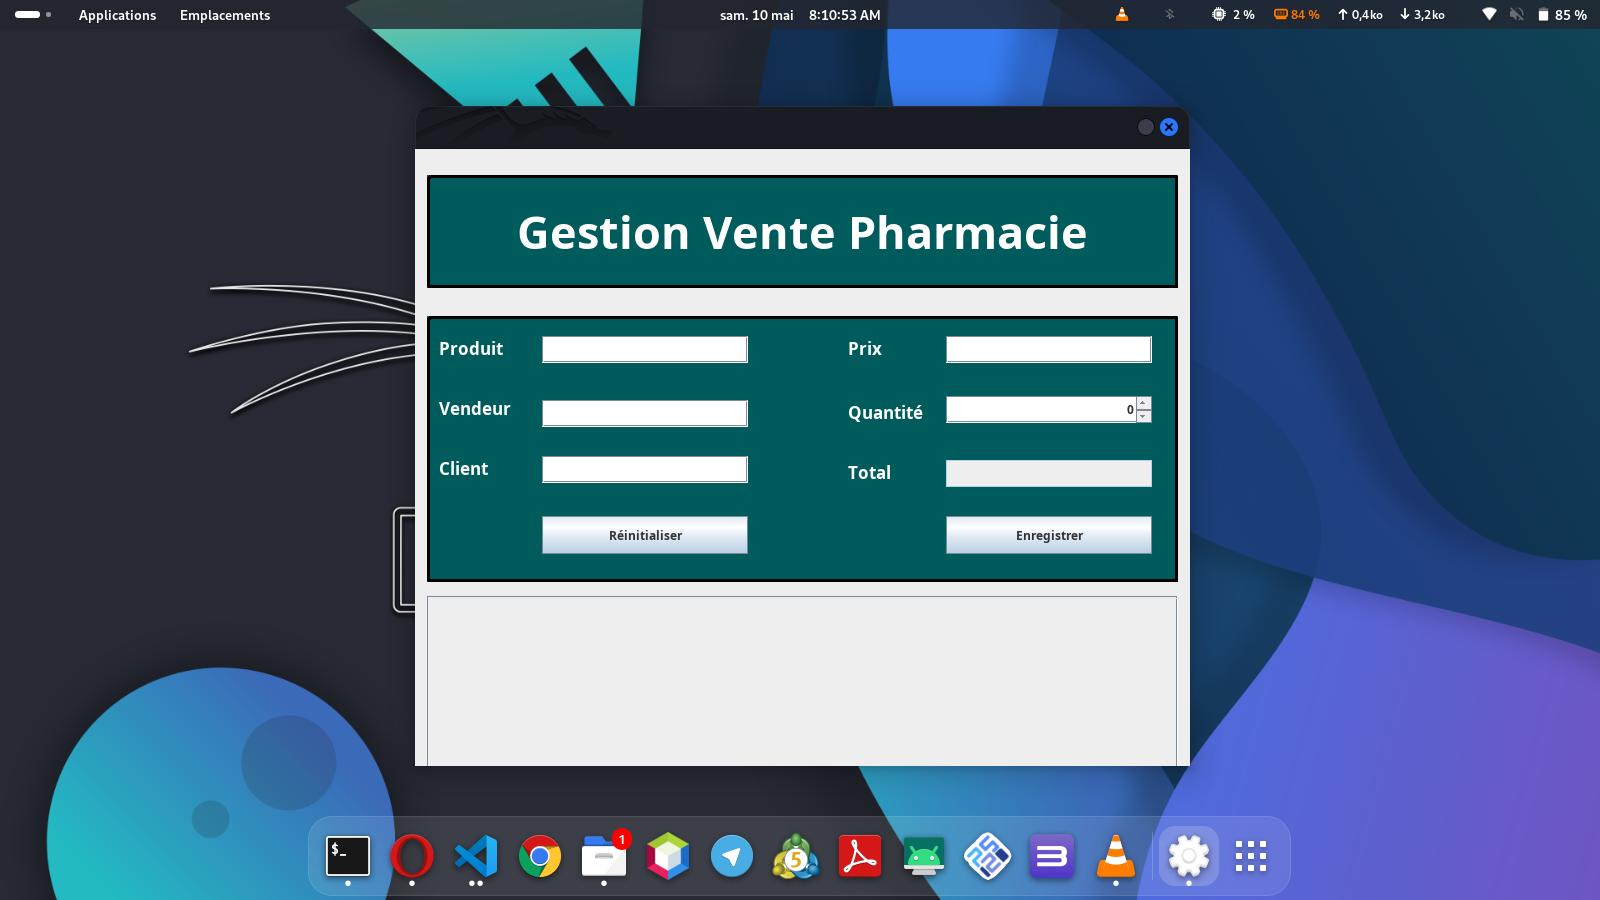 Applications Emplacements sam. 10 mai 8:10:53 AM 2 % 84 % 0,4ko 3,2ko 85 %
Gestion Vente Pharmacie
Produit Prix
Vendeur Quantité 0
Client Total
Réinitialiser Enregistrer
$_ 1 5